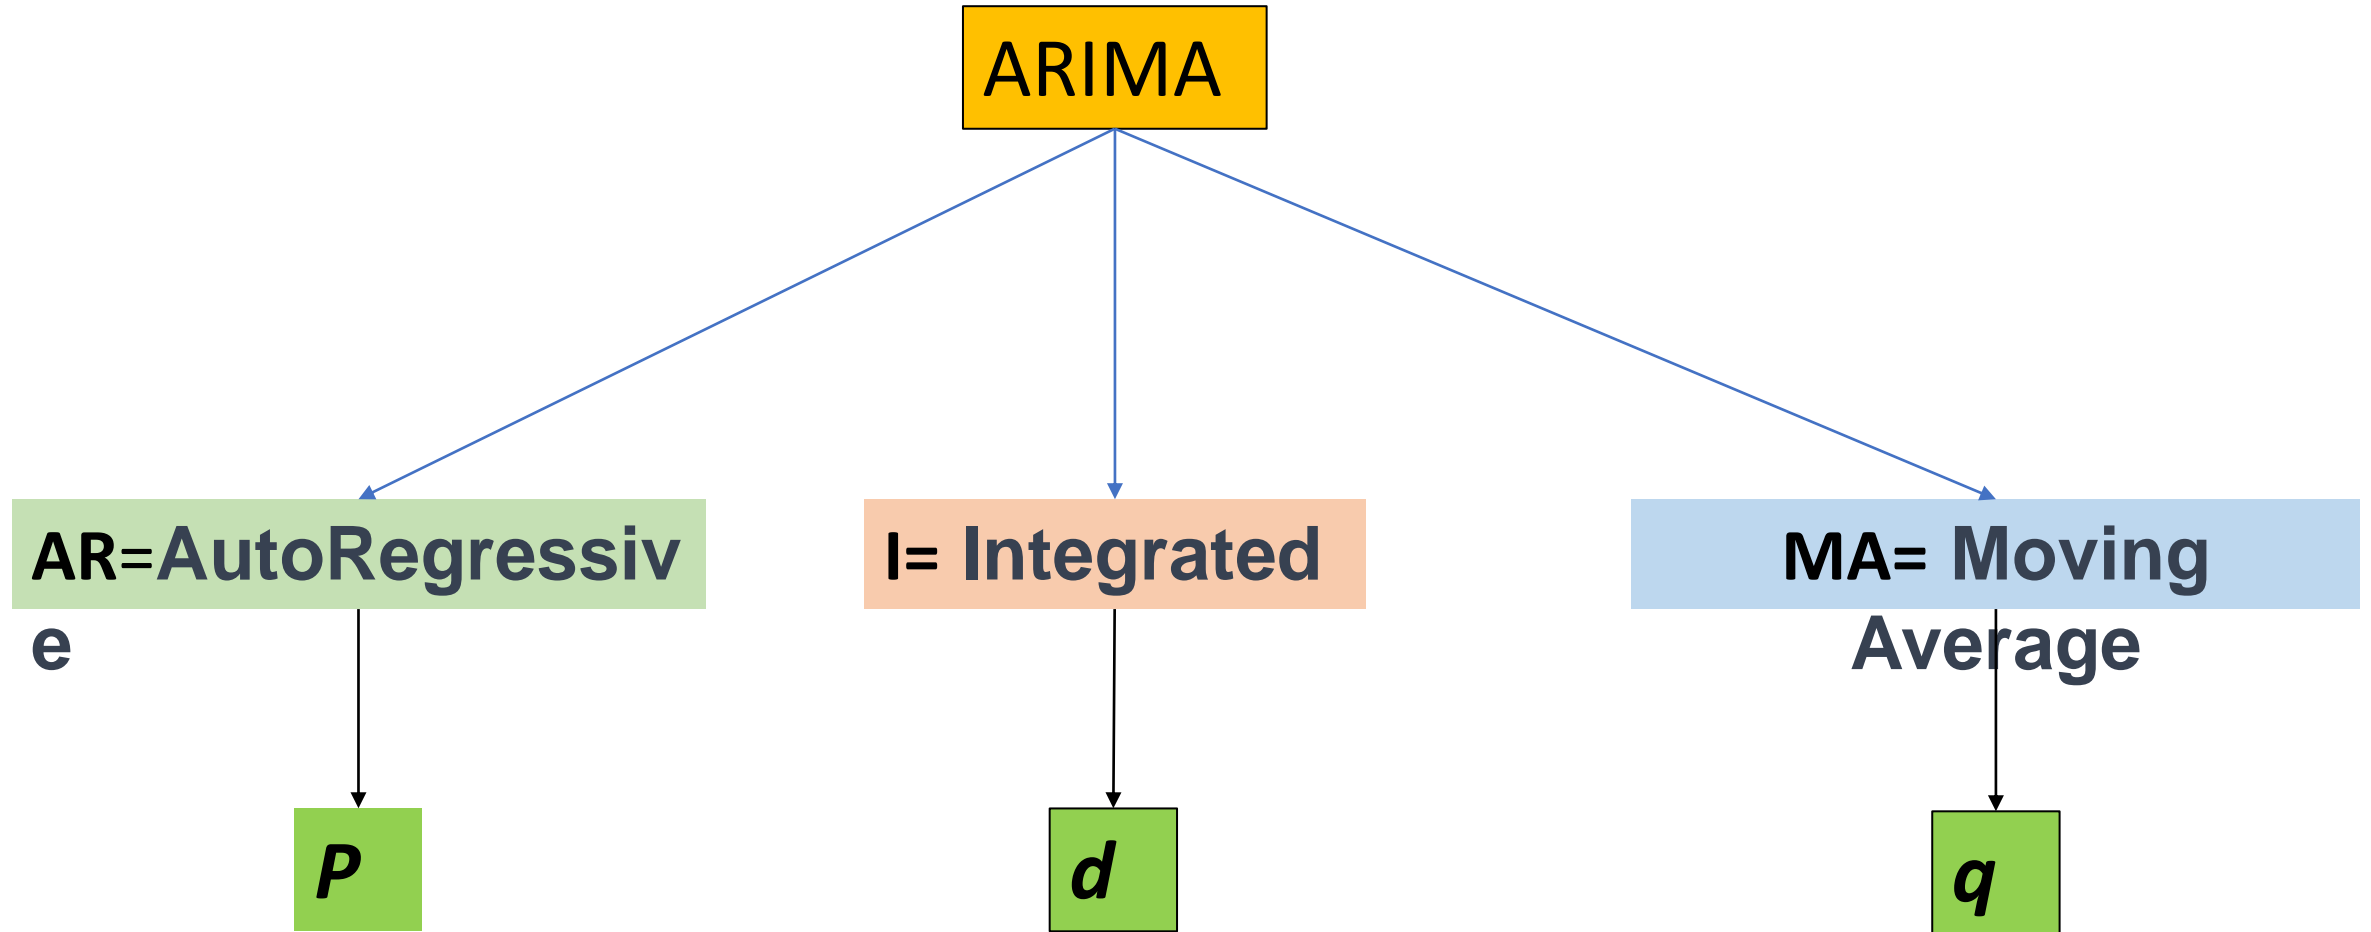 ARIMA
AR=AutoRegressiv
e
I= Integrated
MA= Moving
Average
P
d
q